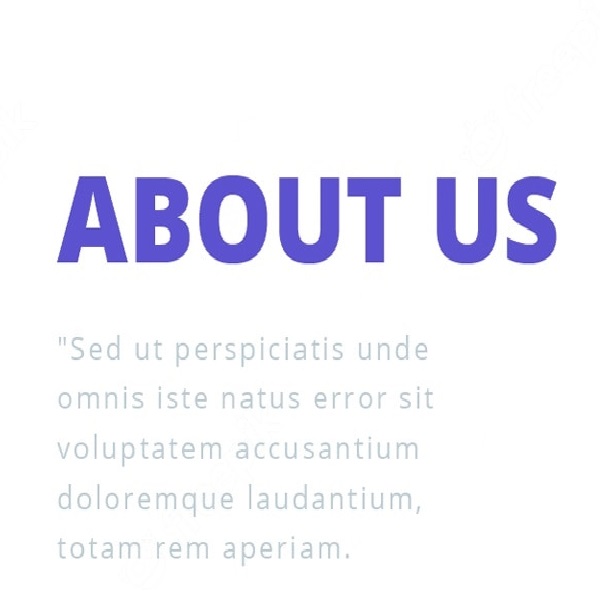 ABOUT US
"Sed ut perspiciatis unde
omnis iste natus error sit
voluptatem accusantium
doloremque laudantium,
totam rem aperiam.